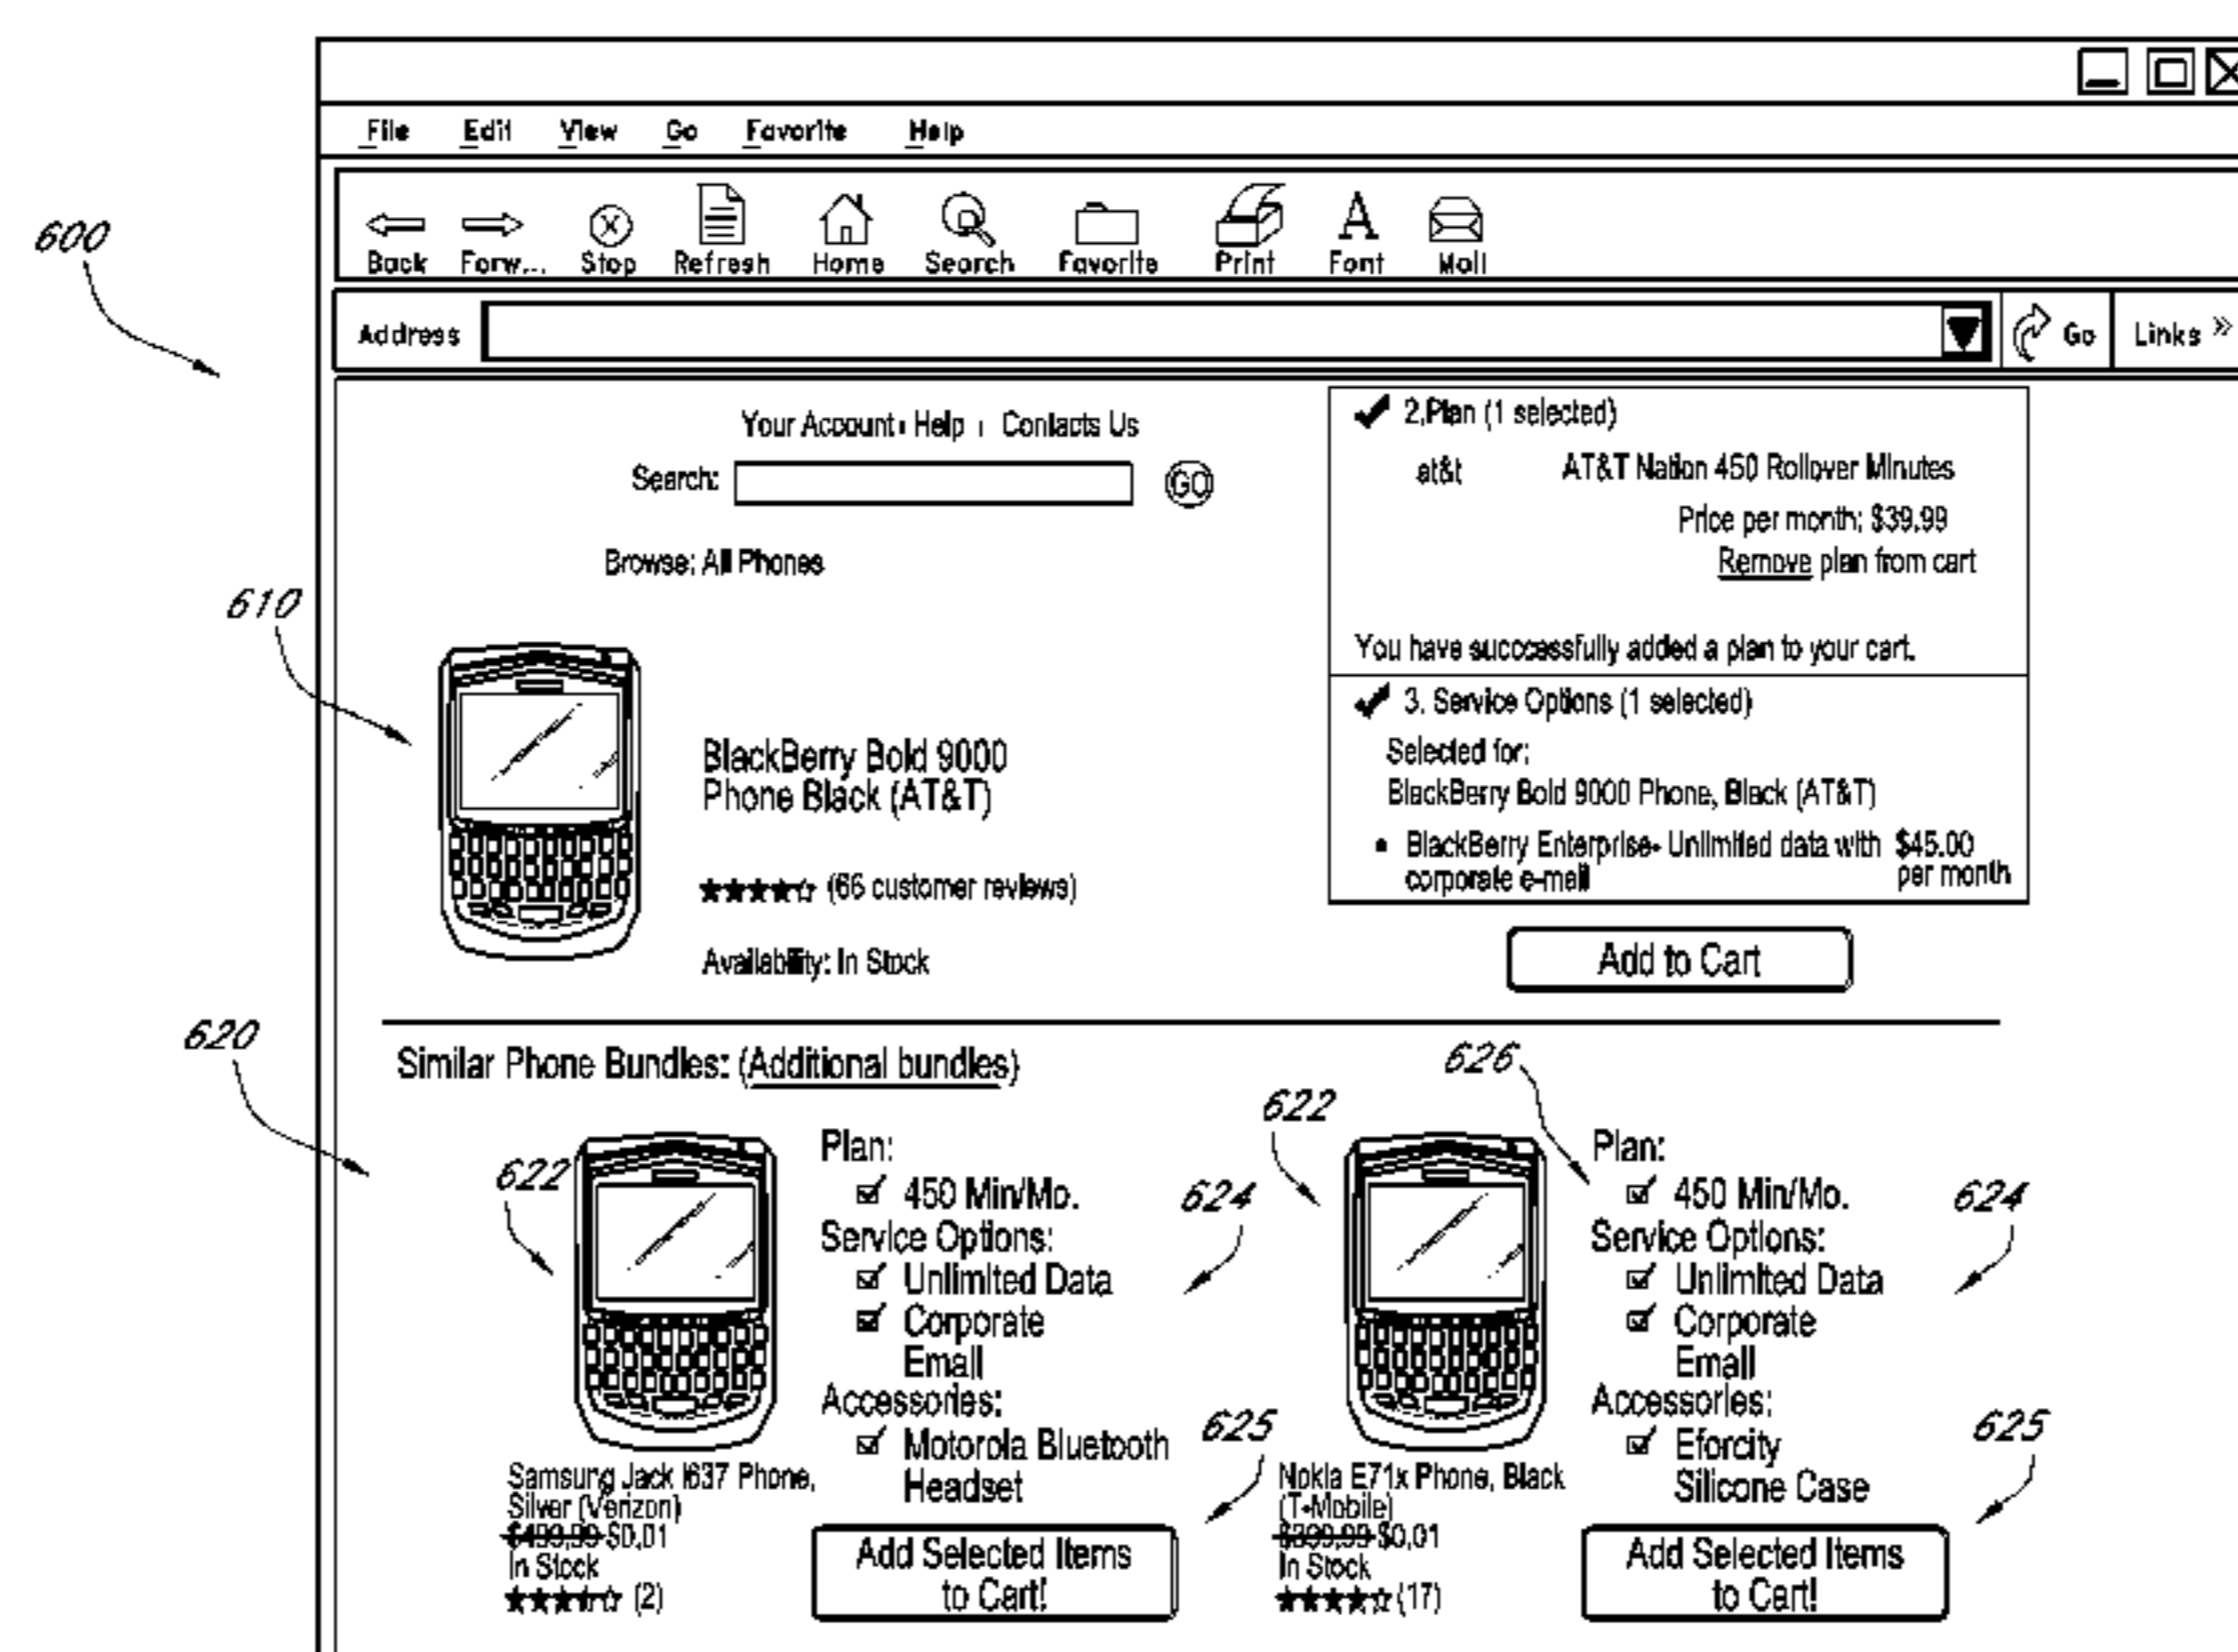 File Edit View Go Favorite Help
Back Forw... Stop Refresh Home Search Favorite Print Font Mail
Address Go Links »
600
Your Account Help Contacts Us
Search: GO
Browse: All Phones
2.Plan (1 selected)
at&t AT&T Nation 450 Rollover Minutes
Price per month: $39.99
Remove plan from cart
You have succcessfully added a plan to your cart.
3. Service Options (1 selected)
Selected for:
BlackBerry Bold 9000 Phone, Black (AT&T)
• BlackBerry Enterprise- Unlimited data with $45.00
corporate e-mail per month
Add to Cart
610
BlackBerry Bold 9000
Phone Black (AT&T)
(66 customer reviews)
Availability: In Stock
620
Similar Phone Bundles: (Additional bundles)
622
Plan:
450 Min/Mo.
624
Service Options:
Unlimited Data
Corporate
Email
Accessories:
Motorola Bluetooth
Headset
625
Samsung Jack I637 Phone,
Silver (Verizon)
$499.99 $0.01
In Stock
(2)
Add Selected Items
to Cart!
622
626
Plan:
450 Min/Mo.
624
Service Options:
Unlimited Data
Corporate
Email
Accessories:
Eforcity
Silicone Case
625
Nokia E71x Phone, Black
(T-Mobile)
$399.99 $0.01
In Stock
(17)
Add Selected Items
to Cart!